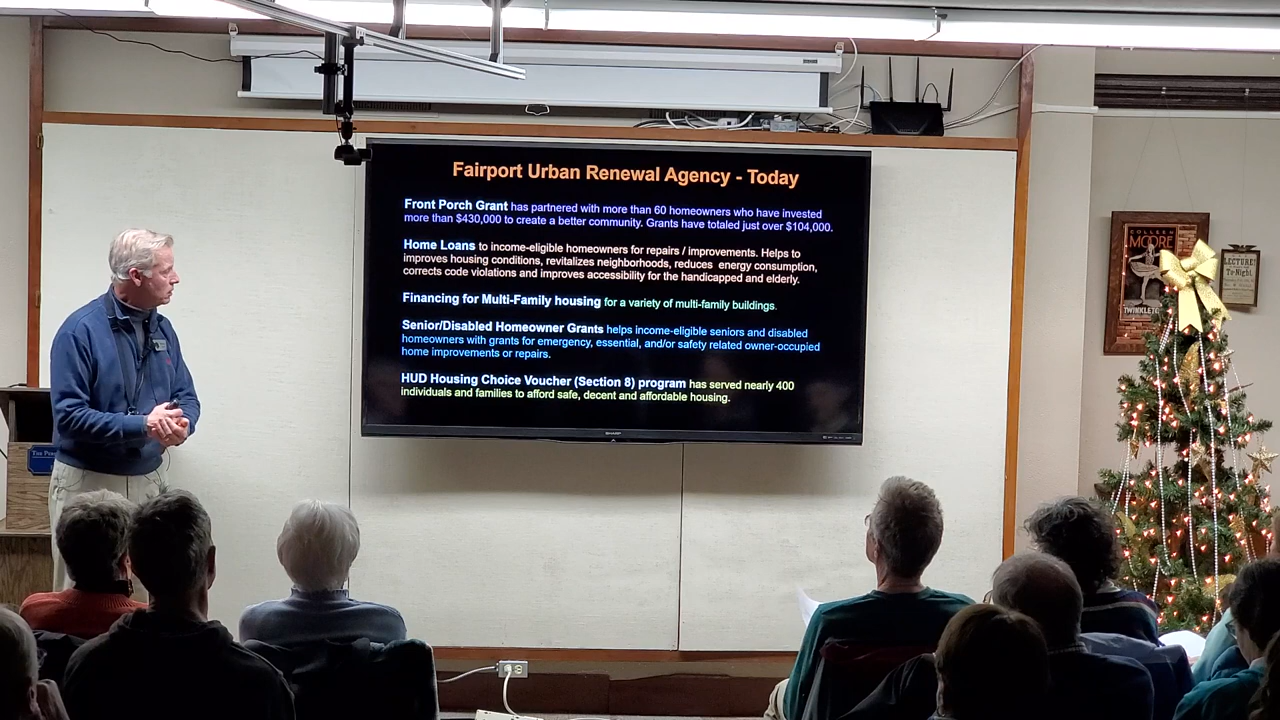 Fairport Urban Renewal Agency - Today
Front Porch Grant has partnered with more than 60 homeowners who have invested
more than $430,000 to create a better community. Grants have totaled just over $104,000.
Home Loans to income-eligible homeowners for repairs / improvements. Helps to
improves housing conditions, revitalizes neighborhoods, reduces energy consumption,
corrects code violations and improves accessibility for the handicapped and elderly.
Financing for Multi-Family housing for a variety of multi-family buildings.
Senior/Disabled Homeowner Grants helps income-eligible seniors and disabled
homeowners with grants for emergency, essential, and/or safety related owner-occupied
home improvements or repairs.
HUD Housing Choice Voucher (Section 8) program has served nearly 400
individuals and families to afford safe, decent and affordable housing.
SHARP
COLLEEN
MOORE
TWINKLETO
LECTURE!
To-Night
The